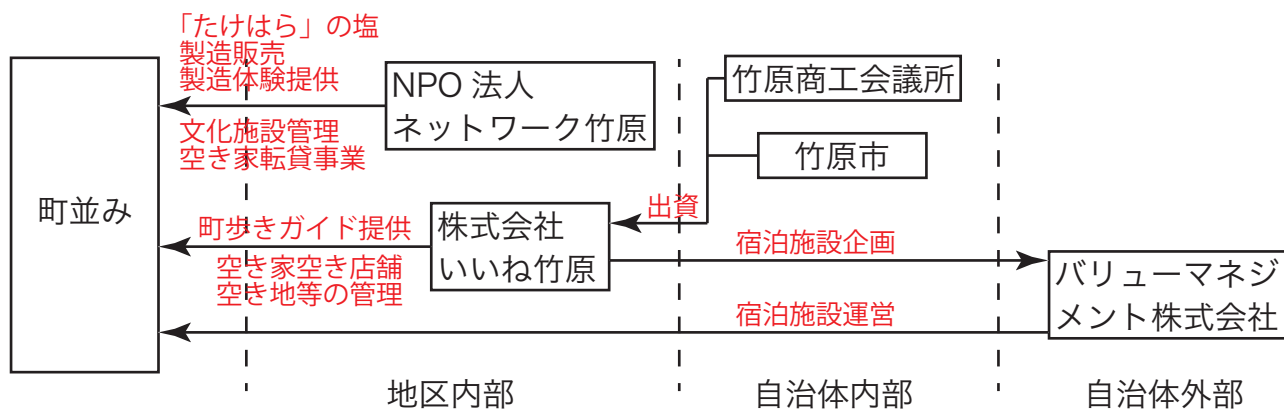 「たけはら」の塩
製造販売
製造体験提供
文化施設管理
空き家転貸事業
NPO 法人
ネットワーク竹原
竹原商工会議所
竹原市
出資
町並み
町歩きガイド提供
空き家空き店舗
空き地等の管理
株式会社
いいね竹原
宿泊施設企画
宿泊施設運営
バリューマネジ
メント株式会社
地区内部
自治体内部
自治体外部